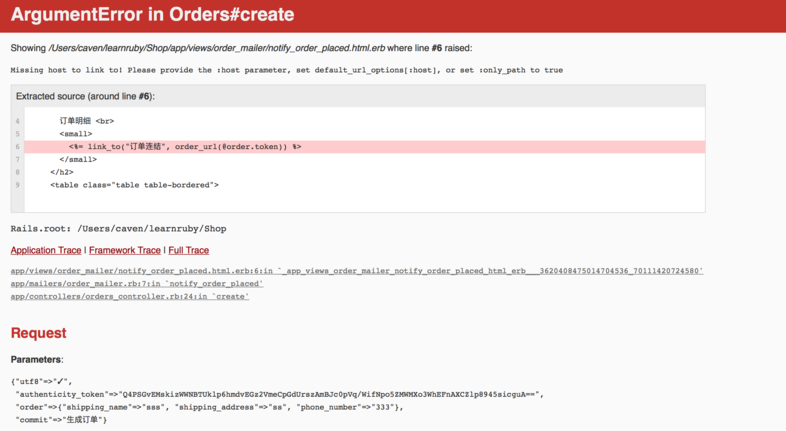 ArgumentError in Orders#create
Showing /Users/caven/learnruby/Shop/app/views/order_mailer/notify_order_placed.html.erb where line #6 raised:
Missing host to link to! Please provide the :host parameter, set default_url_options[:host], or set :only_path to true
Extracted source (around line #6):
4 订单明细 <br>
5 <small>
6 <%= link_to("订单连结", order_url(@order.token)) %>
7 </small>
8 </h2>
9 <table class="table table-bordered">
Rails.root: /Users/caven/learnruby/Shop
Application Trace | Framework Trace | Full Trace
app/views/order_mailer/notify_order_placed.html.erb:6:in `_app_views_order_mailer_notify_order_placed_html_erb___3620408475014704536_70111420724580'
app/mailers/order_mailer.rb:7:in `notify_order_placed'
app/controllers/orders_controller.rb:24:in `create'
Request
Parameters:
{"utf8"=>"✓",
"authenticity_token"=>"Q4PSGvEMskizWWNBTUklp6hmdvEGz2VmeCpGdUrszAmBJc0pVq/WifNpo5ZMWMXo3WhEFnAXCZlp8945sicguA==",
"order"=>{"shipping_name"=>"sss", "shipping_address"=>"ss", "phone_number"=>"333"},
"commit"=>"生成订单"}